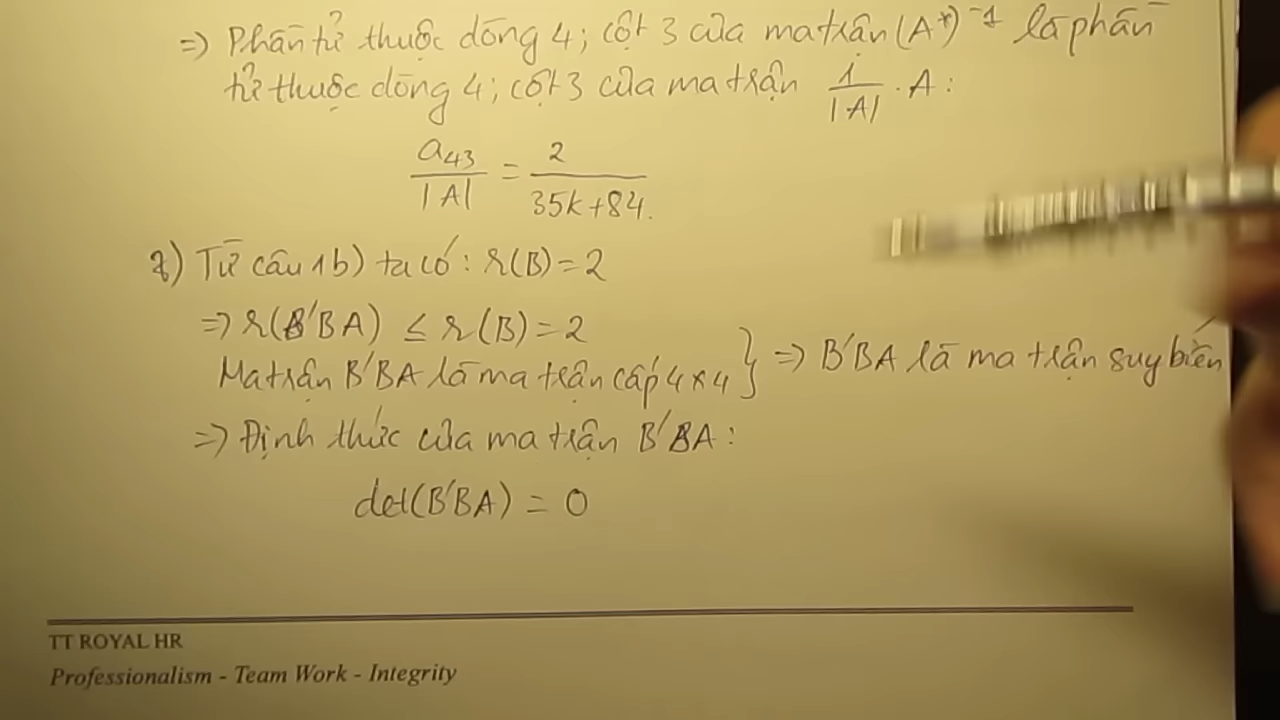 => Phần tử thuộc dòng 4; cột 3 của ma trận (A*)⁻¹ là phần
tử thuộc dòng 4; cột 3 của ma trận 1/|A| . A :
a₄₃/|A| = 2/(35k+84).
g) Từ câu 1b) ta có: r(B) = 2
=> r(B'BA) ≤ r(B) = 2
Ma trận B'BA là ma trận cấp 4×4 } => B'BA là ma trận suy biến
=> Định thức của ma trận B'BA :
det(B'BA) = 0
TT ROYAL HR
Professionalism - Team Work - Integrity